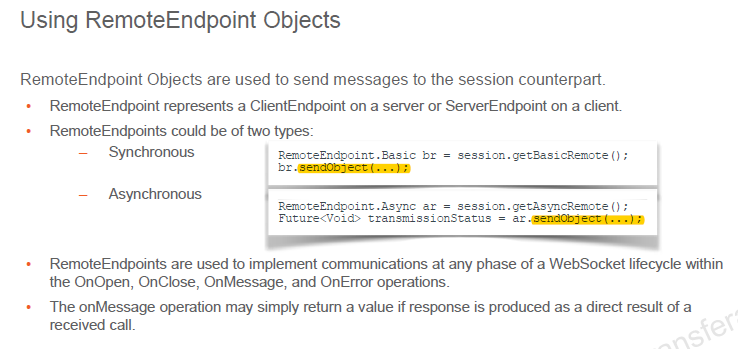 Using RemoteEndpoint Objects
RemoteEndpoint Objects are used to send messages to the session counterpart.
• RemoteEndpoint represents a ClientEndpoint on a server or ServerEndpoint on a client.
• RemoteEndpoints could be of two types:
– Synchronous
RemoteEndpoint.Basic br = session.getBasicRemote();
br.sendObject(...);
– Asynchronous
RemoteEndpoint.Async ar = session.getAsyncRemote();
Future<Void> transmissionStatus = ar.sendObject(...);
• RemoteEndpoints are used to implement communications at any phase of a WebSocket lifecycle within
the OnOpen, OnClose, OnMessage, and OnError operations.
• The onMessage operation may simply return a value if response is produced as a direct result of a
received call.